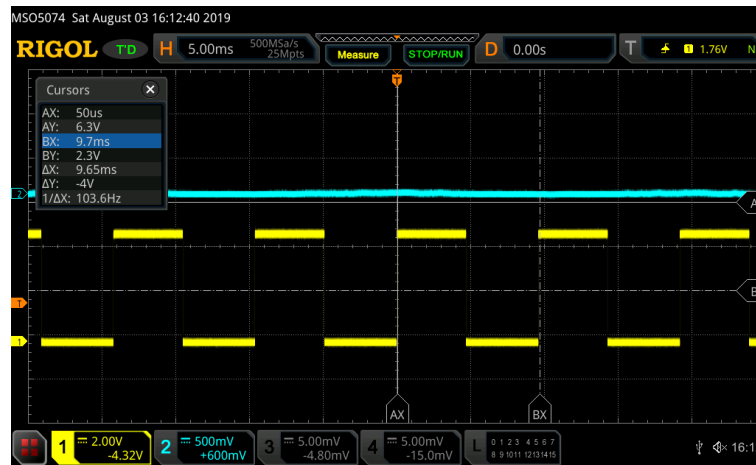 MSO5074 Sat August 03 16:12:40 2019
RIGOL T'D H 5.00ms 500MSa/s 25Mpts Measure STOP/RUN D 0.00s T 1 1.76V N
T
Cursors
AX: 50us
AY: 6.3V
BX: 9.7ms
BY: 2.3V
ΔX: 9.65ms
ΔY: -4V
1/ΔX: 103.6Hz
2
A
B
T
1
AX BX
1 2.00V -4.32V 2 500mV +600mV 3 5.00mV -4.80mV 4 5.00mV -15.0mV L 0 1 2 3 4 5 6 7 8 9 10 11 12 13 14 15 16:1